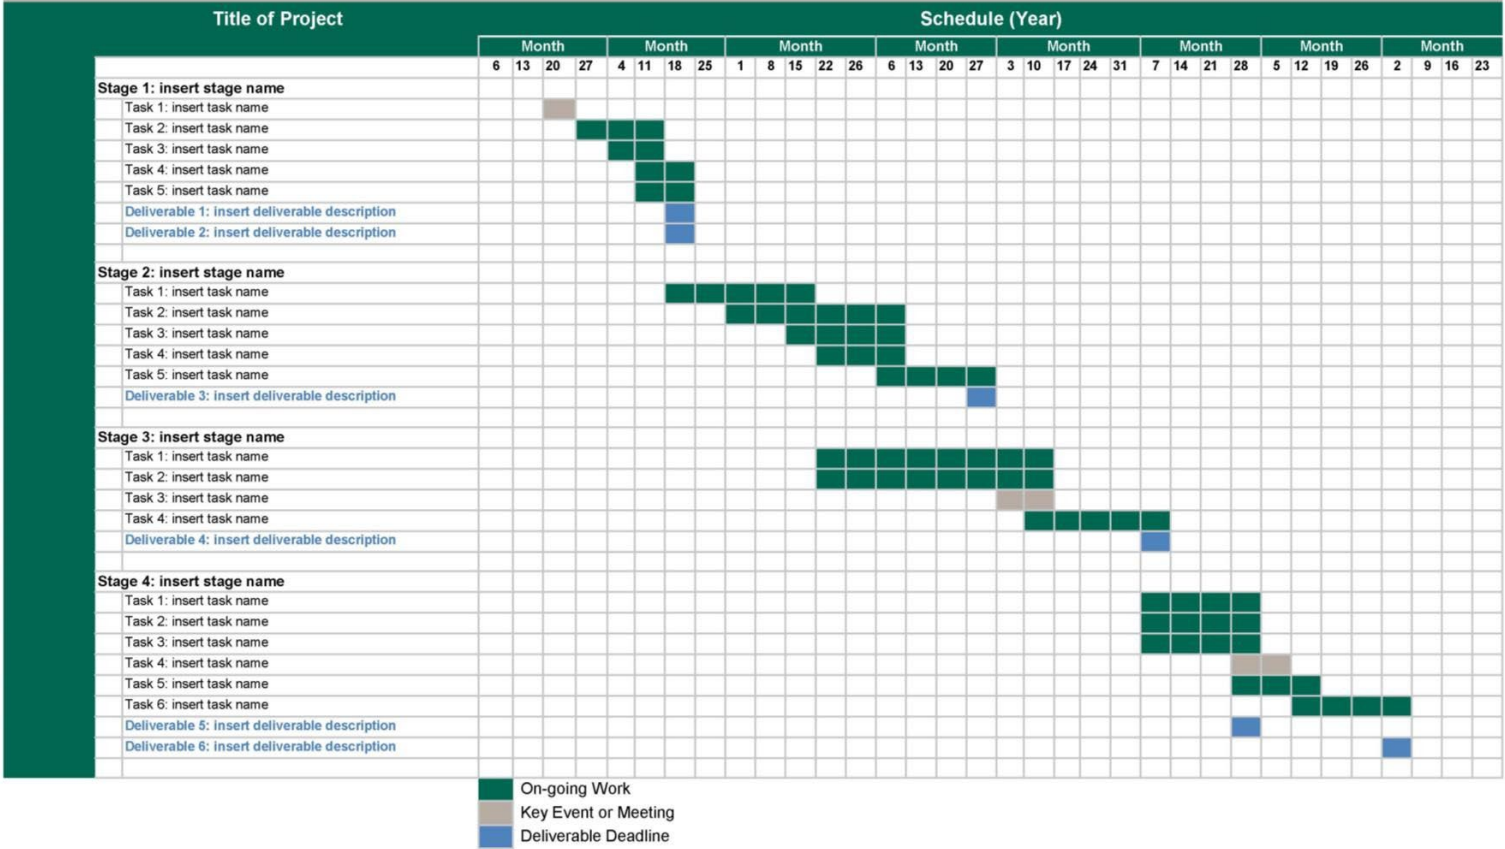 Title of Project Schedule (Year)
Month Month Month Month Month Month Month Month
6 13 20 27 4 11 18 25 1 8 15 22 26 6 13 20 27 3 10 17 24 31 7 14 21 28 5 12 19 26 2 9 16 23
Stage 1: insert stage name
Task 1: insert task name
Task 2: insert task name
Task 3: insert task name
Task 4: insert task name
Task 5: insert task name
Deliverable 1: insert deliverable description
Deliverable 2: insert deliverable description
Stage 2: insert stage name
Task 1: insert task name
Task 2: insert task name
Task 3: insert task name
Task 4: insert task name
Task 5: insert task name
Deliverable 3: insert deliverable description
Stage 3: insert stage name
Task 1: insert task name
Task 2: insert task name
Task 3: insert task name
Task 4: insert task name
Deliverable 4: insert deliverable description
Stage 4: insert stage name
Task 1: insert task name
Task 2: insert task name
Task 3: insert task name
Task 4: insert task name
Task 5: insert task name
Task 6: insert task name
Deliverable 5: insert deliverable description
Deliverable 6: insert deliverable description
On-going Work
Key Event or Meeting
Deliverable Deadline